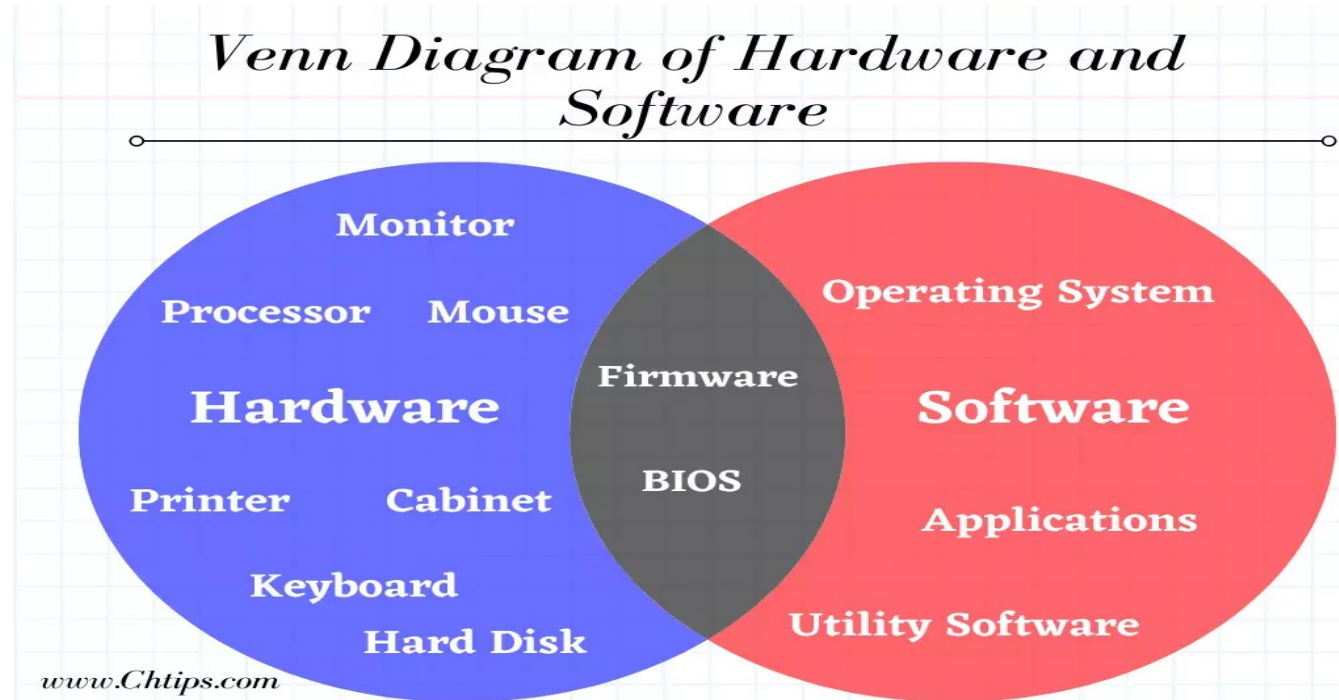 Venn Diagram of Hardware and
Software
Monitor
Processor Mouse
Hardware
Printer Cabinet
Keyboard
Hard Disk
Firmware
BIOS
Operating System
Software
Applications
Utility Software
www.Chtips.com